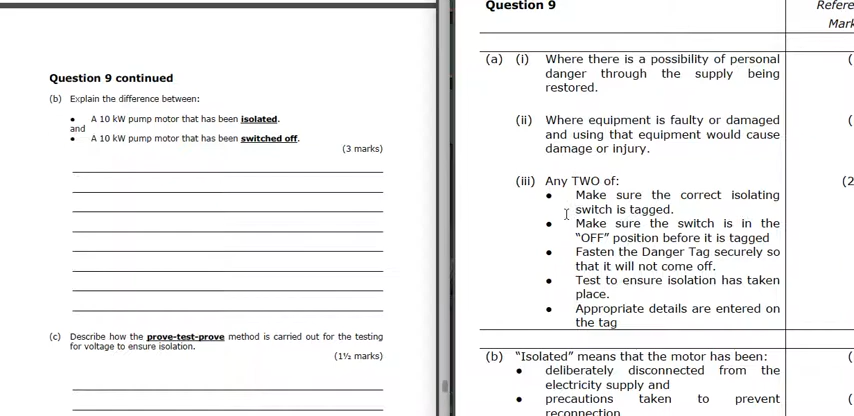 Question 9 continued
(b) Explain the difference between:
• A 10 kW pump motor that has been isolated.
and
• A 10 kW pump motor that has been switched off.
(3 marks)
(c) Describe how the prove-test-prove method is carried out for the testing
for voltage to ensure isolation.
(1½ marks)
Question 9
Mark
(a) (i) Where there is a possibility of personal
danger through the supply being
restored.
(ii) Where equipment is faulty or damaged
and using that equipment would cause
damage or injury.
(iii) Any TWO of:
(2
• Make sure the correct isolating
switch is tagged.
• Make sure the switch is in the
“OFF” position before it is tagged
• Fasten the Danger Tag securely so
that it will not come off.
• Test to ensure isolation has taken
place.
• Appropriate details are entered on
the tag
(b) “Isolated” means that the motor has been:
• deliberately disconnected from the
electricity supply and
• precautions taken to prevent
reconnection